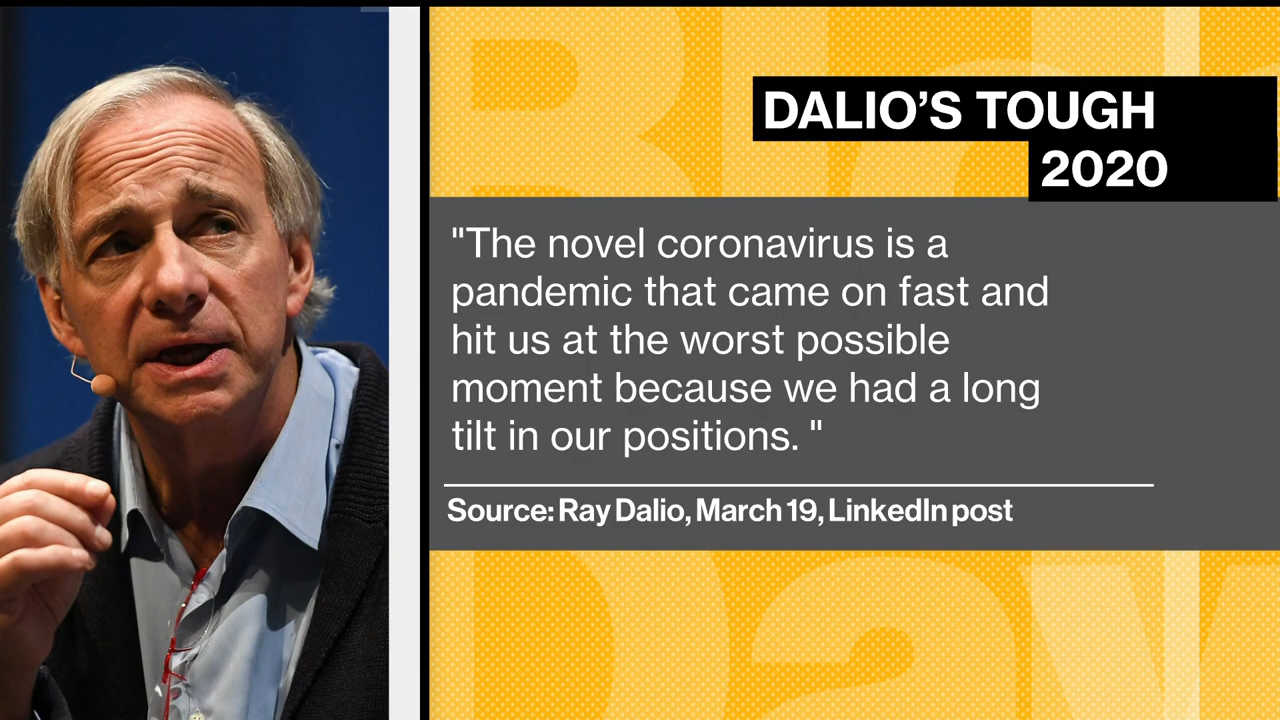 DALIO'S TOUGH
2020
"The novel coronavirus is a
pandemic that came on fast and
hit us at the worst possible
moment because we had a long
tilt in our positions. "
Source: Ray Dalio, March 19, LinkedIn post